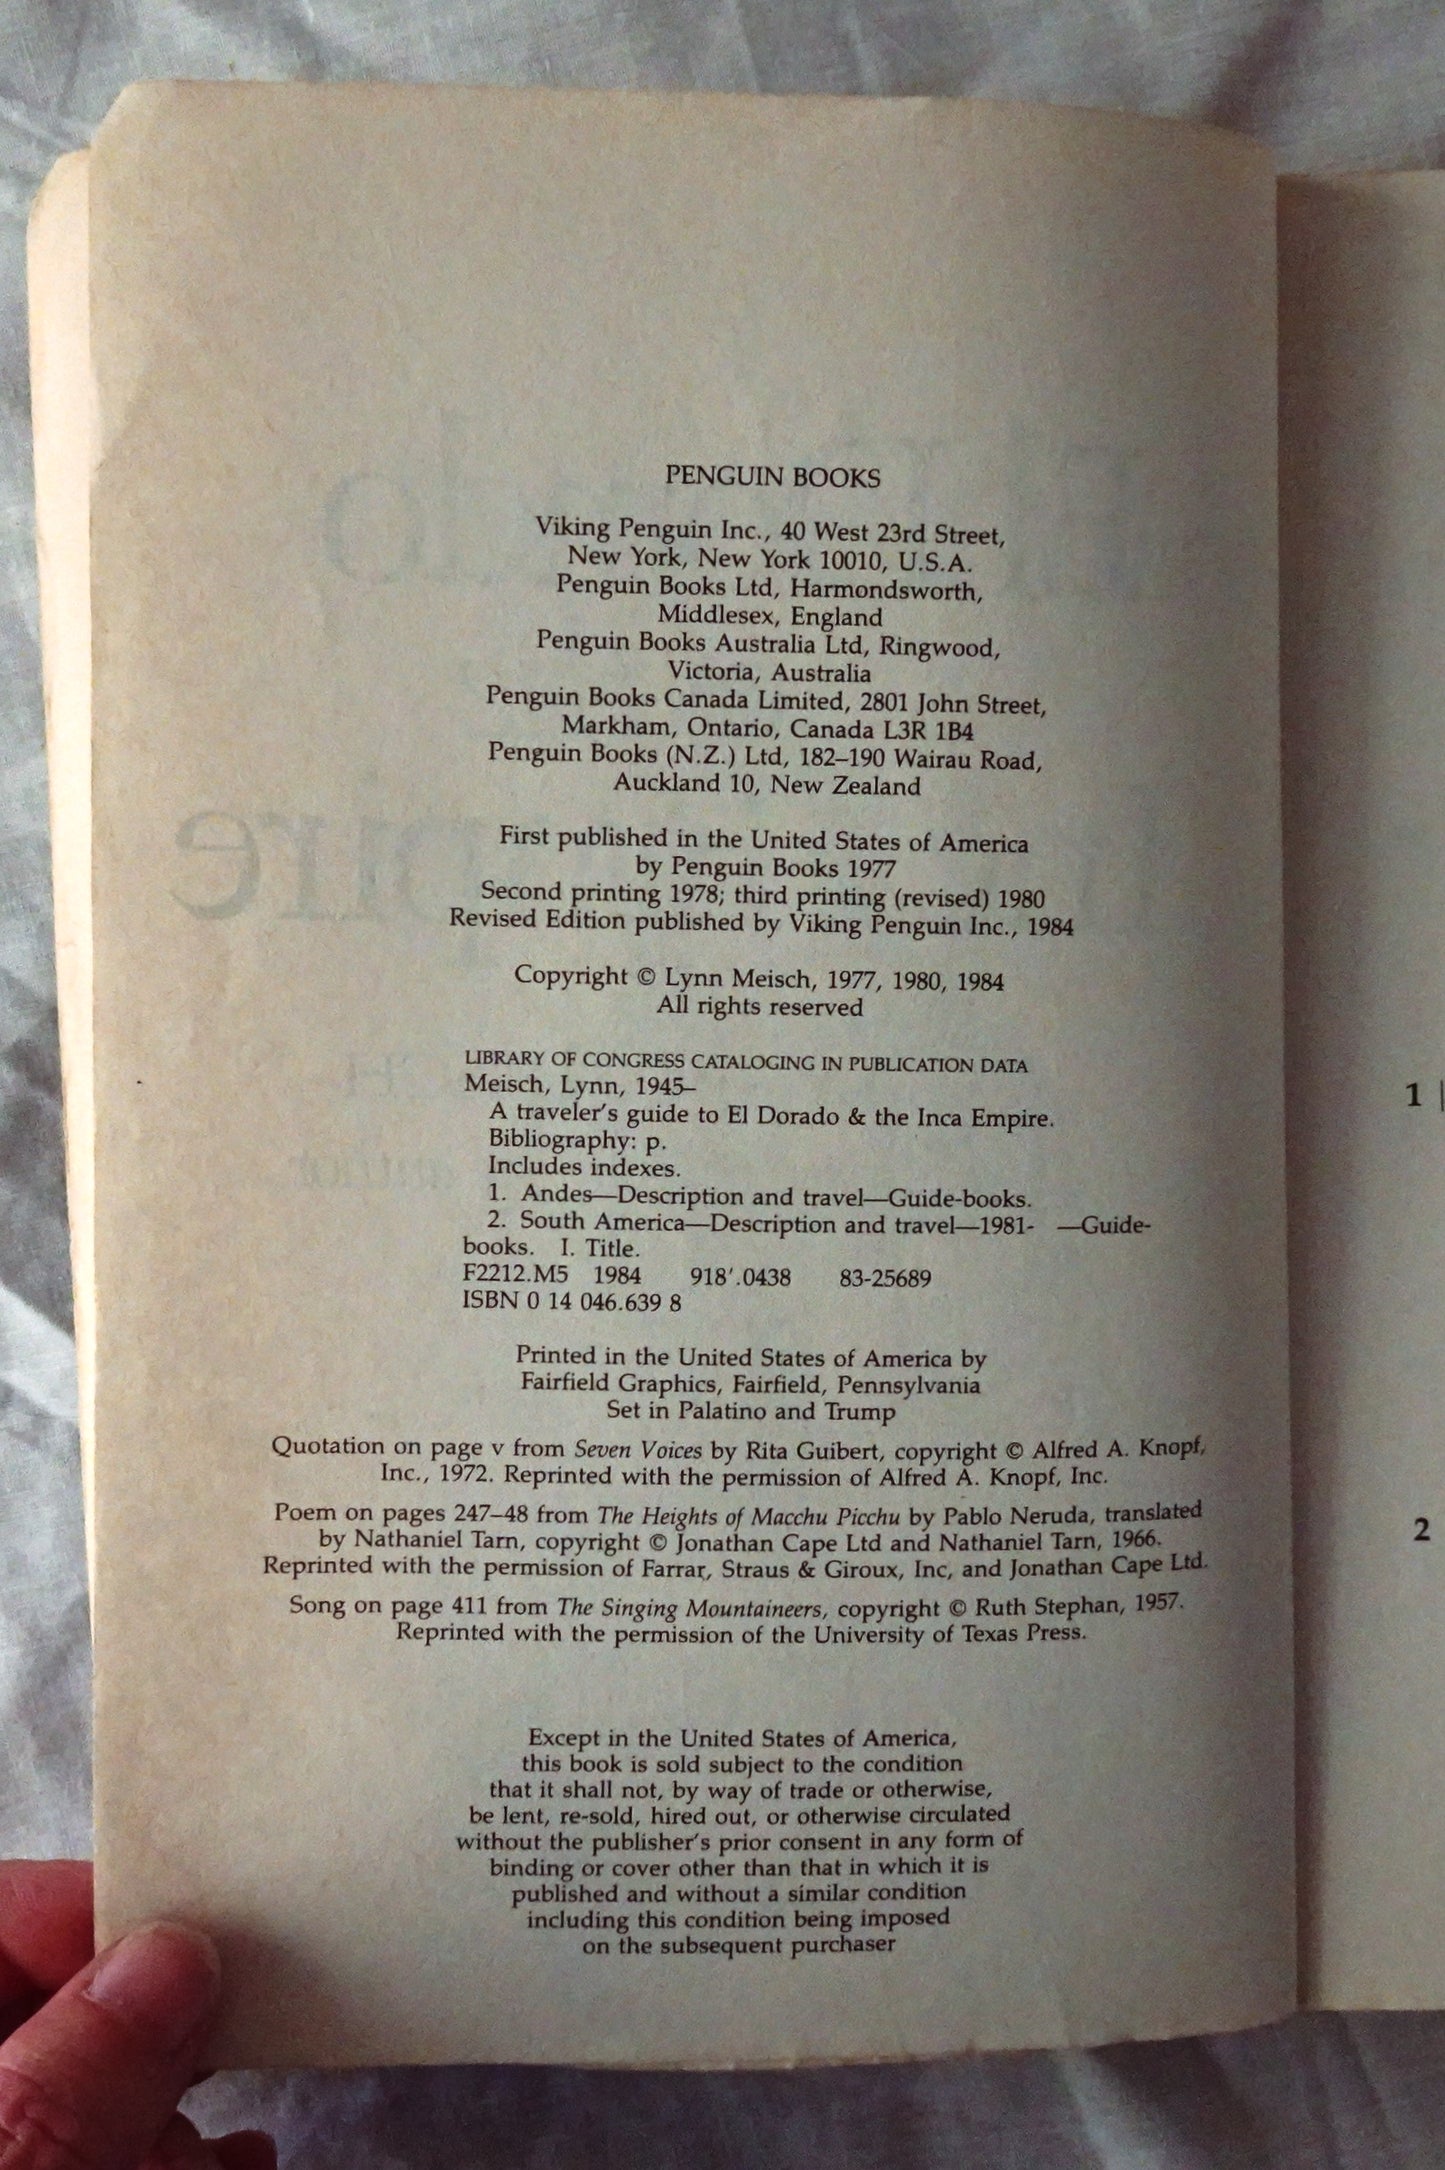 PENGUIN BOOKS
Viking Penguin Inc., 40 West 23rd Street,
New York, New York 10010, U.S.A.
Penguin Books Ltd, Harmondsworth,
Middlesex, England
Penguin Books Australia Ltd, Ringwood,
Victoria, Australia
Penguin Books Canada Limited, 2801 John Street,
Markham, Ontario, Canada L3R 1B4
Penguin Books (N.Z.) Ltd, 182–190 Wairau Road,
Auckland 10, New Zealand
First published in the United States of America
by Penguin Books 1977
Second printing 1978; third printing (revised) 1980
Revised Edition published by Viking Penguin Inc., 1984
Copyright © Lynn Meisch, 1977, 1980, 1984
All rights reserved
LIBRARY OF CONGRESS CATALOGING IN PUBLICATION DATA
Meisch, Lynn, 1945–
A traveler's guide to El Dorado & the Inca Empire.
Bibliography: p.
Includes indexes.
1. Andes—Description and travel—Guide-books.
2. South America—Description and travel—1981- —Guide-
books. I. Title.
F2212.M5 1984 918′.0438 83-25689
ISBN 0 14 046.639 8
Printed in the United States of America by
Fairfield Graphics, Fairfield, Pennsylvania
Set in Palatino and Trump
Quotation on page v from Seven Voices by Rita Guibert, copyright © Alfred A. Knopf,
Inc., 1972. Reprinted with the permission of Alfred A. Knopf, Inc.
Poem on pages 247–48 from The Heights of Macchu Picchu by Pablo Neruda, translated
by Nathaniel Tarn, copyright © Jonathan Cape Ltd and Nathaniel Tarn, 1966.
Reprinted with the permission of Farrar, Straus & Giroux, Inc, and Jonathan Cape Ltd.
Song on page 411 from The Singing Mountaineers, copyright © Ruth Stephan, 1957.
Reprinted with the permission of the University of Texas Press.
Except in the United States of America,
this book is sold subject to the condition
that it shall not, by way of trade or otherwise,
be lent, re-sold, hired out, or otherwise circulated
without the publisher's prior consent in any form of
binding or cover other than that in which it is
published and without a similar condition
including this condition being imposed
on the subsequent purchaser
1 |
2